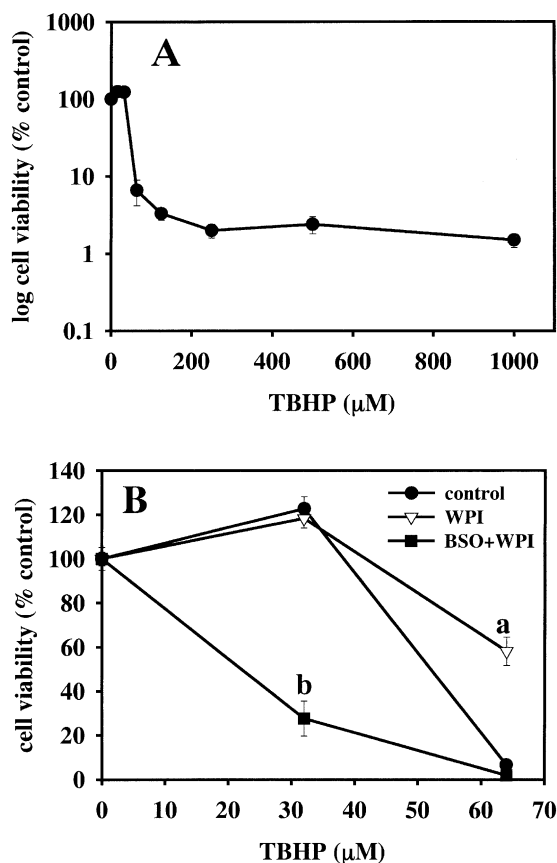 A
log cell viability (% control)
1000
100
10
1
0.1
0 200 400 600 800 1000
TBHP (μM)
B
cell viability (% control)
140
120
100
80
60
40
20
0
control
WPI
BSO+WPI
a
b
0 10 20 30 40 50 60 70
TBHP (μM)